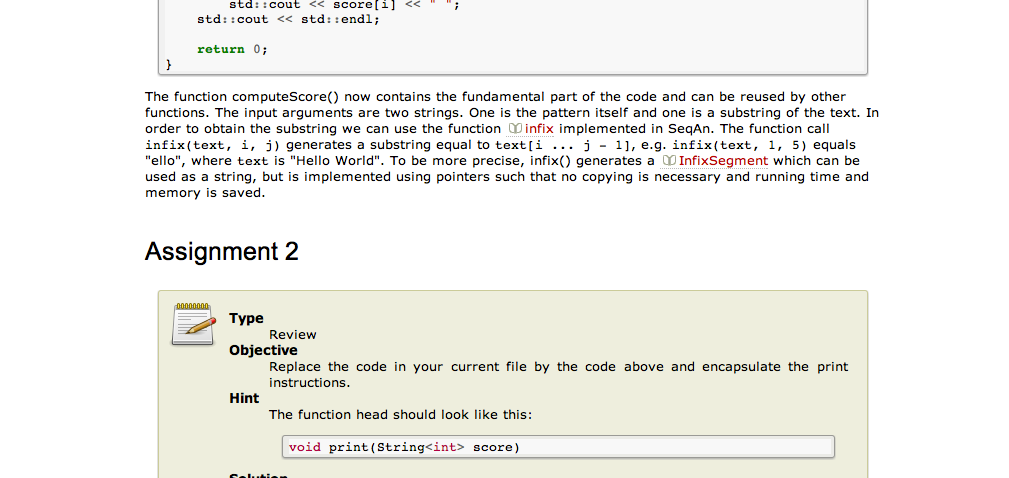 std::cout << score[i] << " ";
std::cout << std::endl;
return 0;
}
The function computeScore() now contains the fundamental part of the code and can be reused by other
functions. The input arguments are two strings. One is the pattern itself and one is a substring of the text. In
order to obtain the substring we can use the function infix implemented in SeqAn. The function call
infix(text, i, j) generates a substring equal to text[i ... j - 1], e.g. infix(text, 1, 5) equals
"ello", where text is "Hello World". To be more precise, infix() generates a InfixSegment which can be
used as a string, but is implemented using pointers such that no copying is necessary and running time and
memory is saved.
Assignment 2
Type
Review
Objective
Replace the code in your current file by the code above and encapsulate the print
instructions.
Hint
The function head should look like this:
void print(String<int> score)
Solution